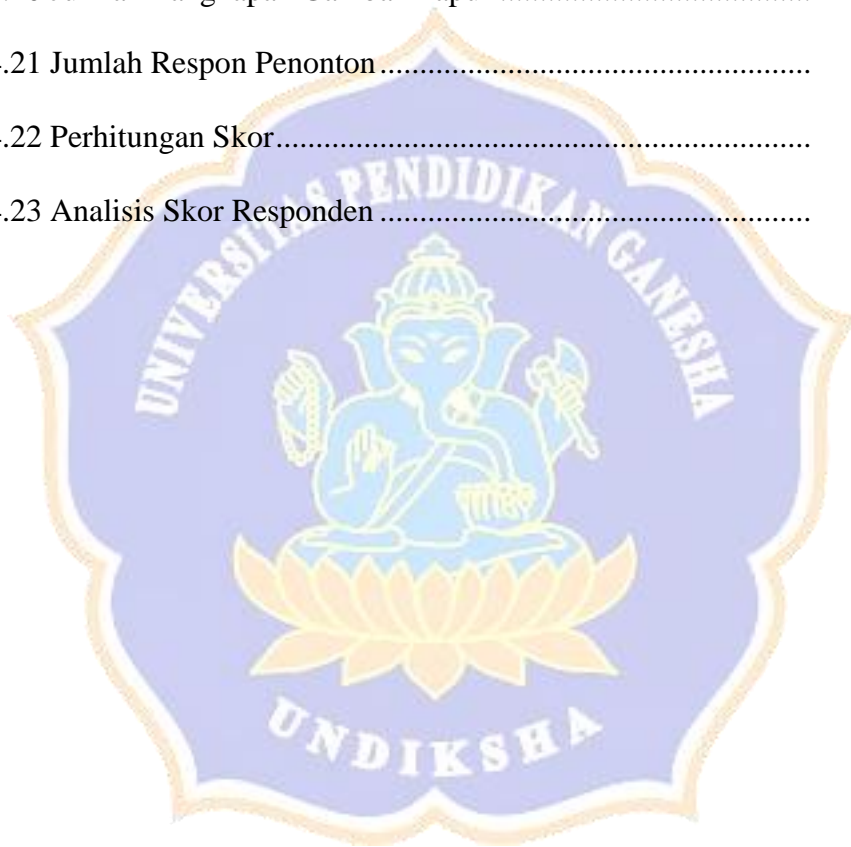 .21 Jumlah Respon Penonton
.22 Perhitungan Skor
.23 Analisis Skor Responden
UNIVERSITAS PENDIDIKAN GANESHA
UNDIKSHA